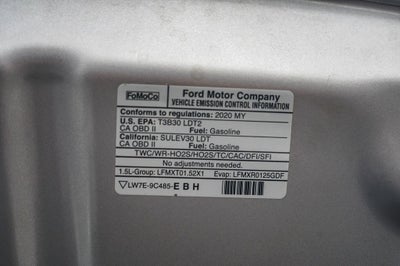 FoMoCo
Ford Motor Company
VEHICLE EMISSION CONTROL INFORMATION
Conforms to regulations: 2020 MY
U.S. EPA: T3B30 LDT2
CA OBD II Fuel: Gasoline
California: SULEV30 LDT
CA OBD II Fuel: Gasoline
TWC/WR-HO2S/HO2S/TC/CAC/DFI/SFI
No adjustments needed.
1.5L-Group: LFMXT01.52X1 Evap: LFMXR0125GDF
LW7E-9C485-EBH